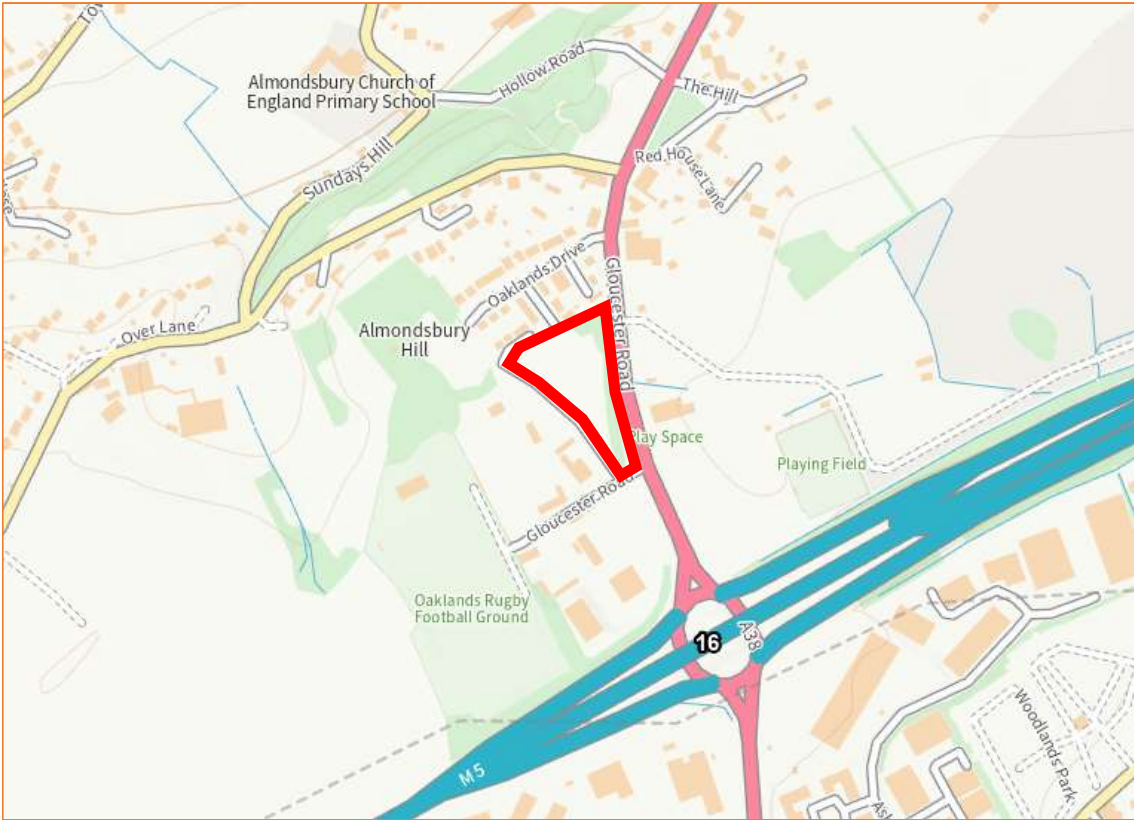 Almondsbury Church of
England Primary School
Hollow Road
The Hill
Sundays Hill
Red House Lane
Oaklands Drive
Gloucester Road
Over Lane
Almondsbury
Hill
Play Space
Playing Field
Gloucester Road
Oaklands Rugby
Football Ground
16
A38
Woodlands Park
M5